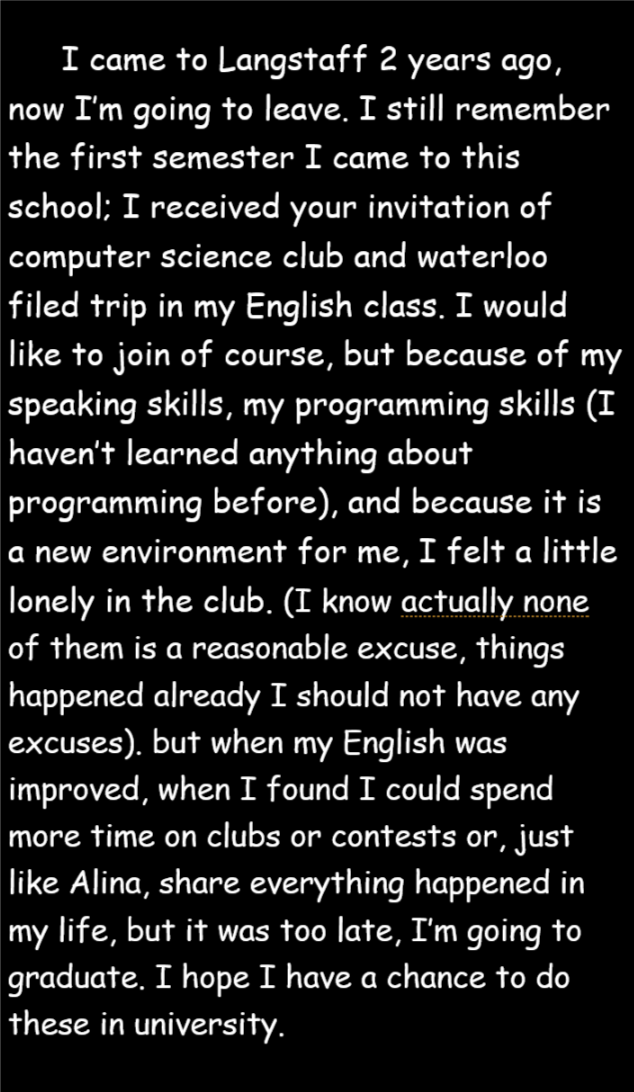 I came to Langstaff 2 years ago,
now I'm going to leave. I still remember
the first semester I came to this
school; I received your invitation of
computer science club and waterloo
filed trip in my English class. I would
like to join of course, but because of my
speaking skills, my programming skills (I
haven't learned anything about
programming before), and because it is
a new environment for me, I felt a little
lonely in the club. (I know actually none
of them is a reasonable excuse, things
happened already I should not have any
excuses). but when my English was
improved, when I found I could spend
more time on clubs or contests or, just
like Alina, share everything happened in
my life, but it was too late, I'm going to
graduate. I hope I have a chance to do
these in university.